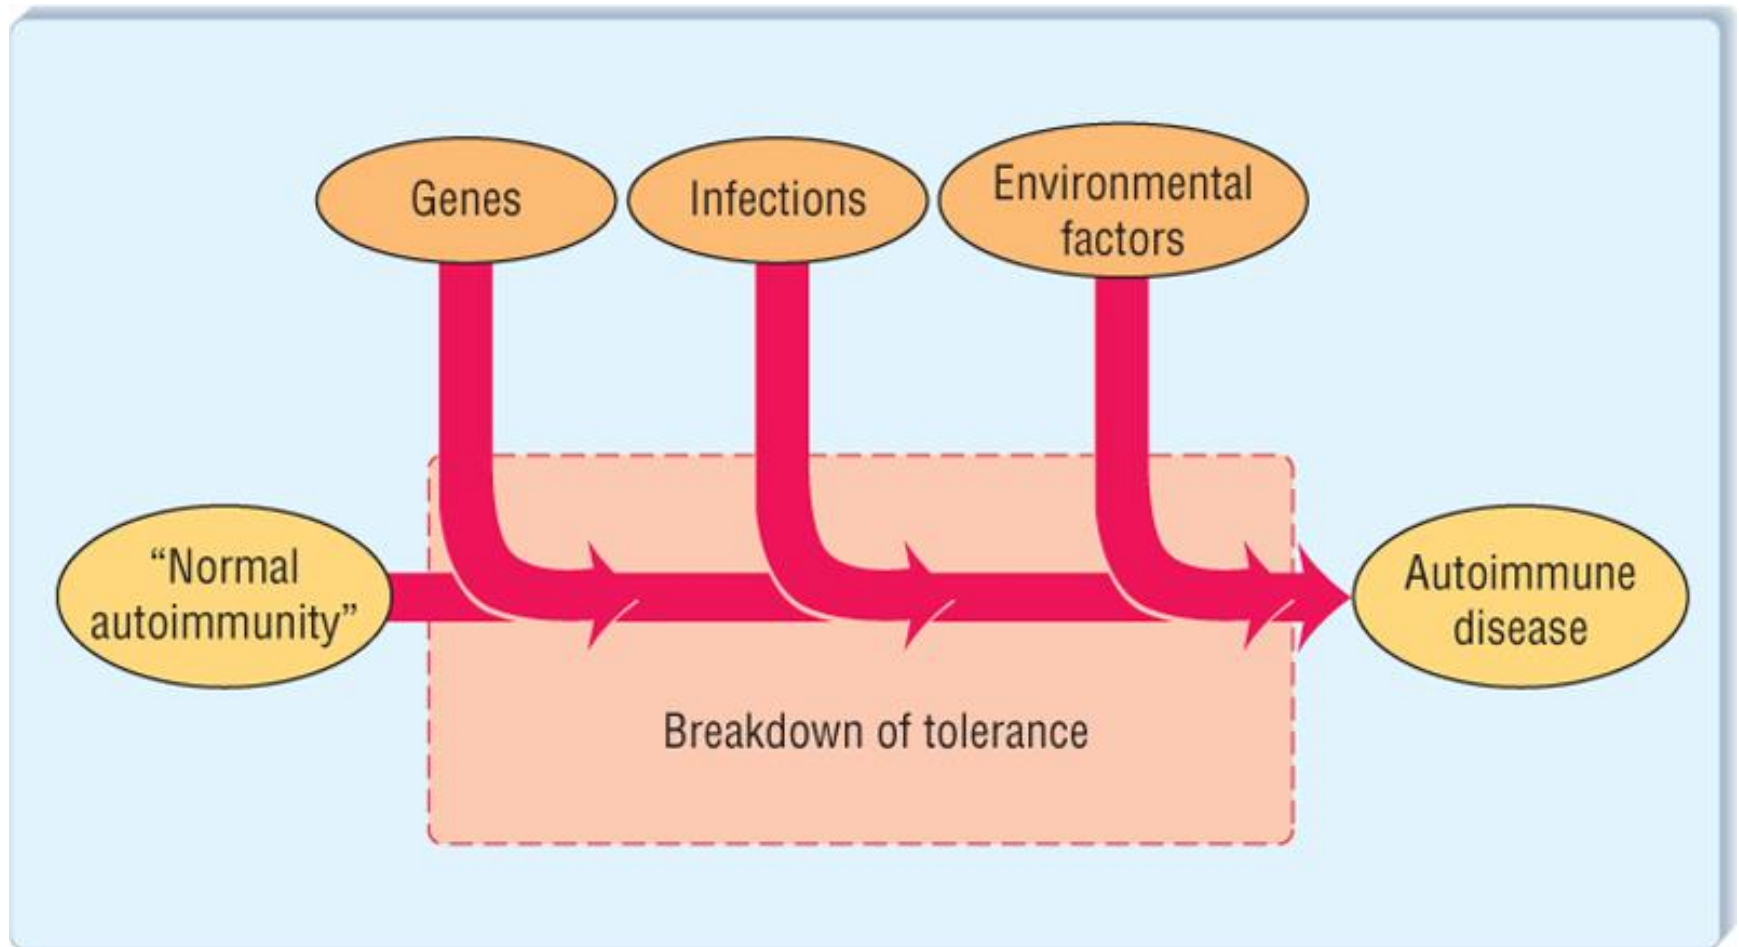 Genes
Infections
Environmental
factors
“Normal
autoimmunity”
Autoimmune
disease
Breakdown of tolerance